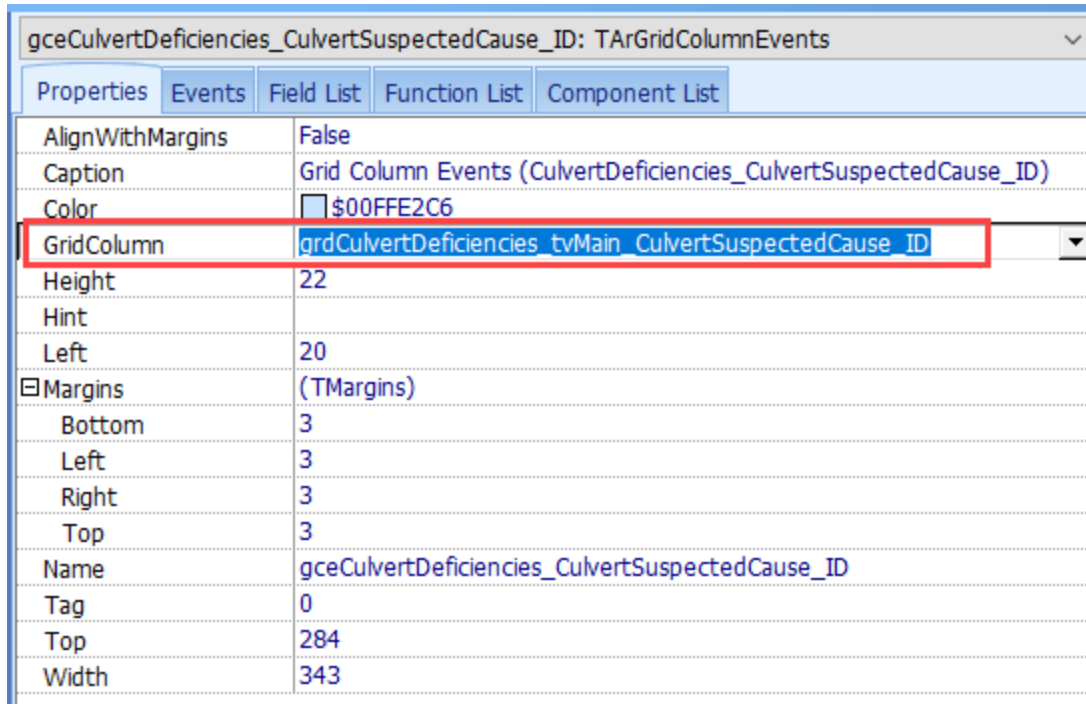 gceCulvertDeficiencies_CulvertSuspectedCause_ID: TArGridColumnEvents
Properties Events Field List Function List Component List
AlignWithMargins False
Caption Grid Column Events (CulvertDeficiencies_CulvertSuspectedCause_ID)
Color $00FFE2C6
GridColumn grdCulvertDeficiencies_tvMain_CulvertSuspectedCause_ID
Height 22
Hint
Left 20
Margins (TMargins)
Bottom 3
Left 3
Right 3
Top 3
Name gceCulvertDeficiencies_CulvertSuspectedCause_ID
Tag 0
Top 284
Width 343